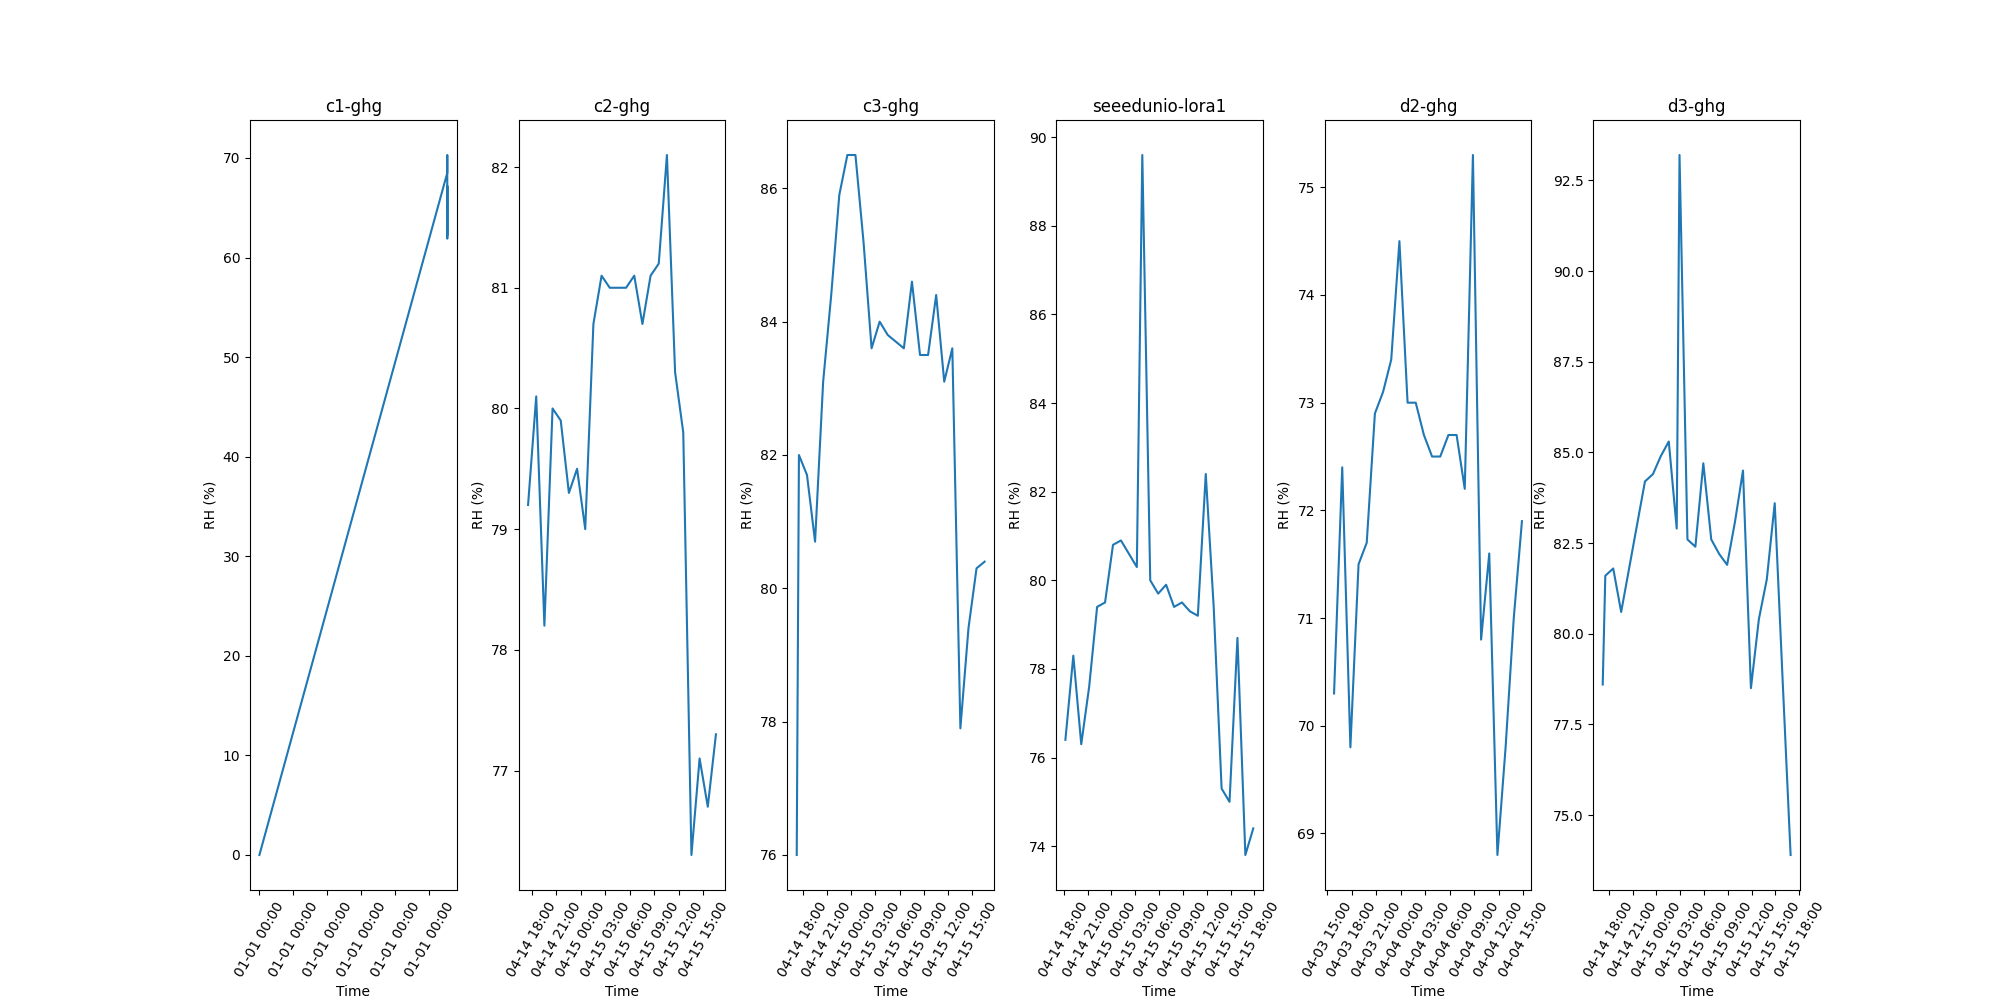 c1-ghg c2-ghg c3-ghg seeedunio-lora1 d2-ghg d3-ghg
RH (%)
70
60
50
40
30
20
10
0
01-01 00:00 01-01 00:00 01-01 00:00 01-01 00:00 01-01 00:00 01-01 00:00
Time
RH (%)
82
81
80
79
78
77
04-14 18:00 04-14 21:00 04-15 00:00 04-15 03:00 04-15 06:00 04-15 09:00 04-15 12:00 04-15 15:00
Time
RH (%)
86
84
82
80
78
76
04-14 18:00 04-14 21:00 04-15 00:00 04-15 03:00 04-15 06:00 04-15 09:00 04-15 12:00 04-15 15:00
Time
RH (%)
90
88
86
84
82
80
78
76
74
04-14 18:00 04-14 21:00 04-15 00:00 04-15 03:00 04-15 06:00 04-15 09:00 04-15 12:00 04-15 15:00 04-15 18:00
Time
RH (%)
75
74
73
72
71
70
69
04-03 15:00 04-03 18:00 04-03 21:00 04-04 00:00 04-04 03:00 04-04 06:00 04-04 09:00 04-04 12:00 04-04 15:00
Time
RH (%)
92.5
90.0
87.5
85.0
82.5
80.0
77.5
75.0
04-14 18:00 04-14 21:00 04-15 00:00 04-15 03:00 04-15 06:00 04-15 09:00 04-15 12:00 04-15 15:00 04-15 18:00
Time